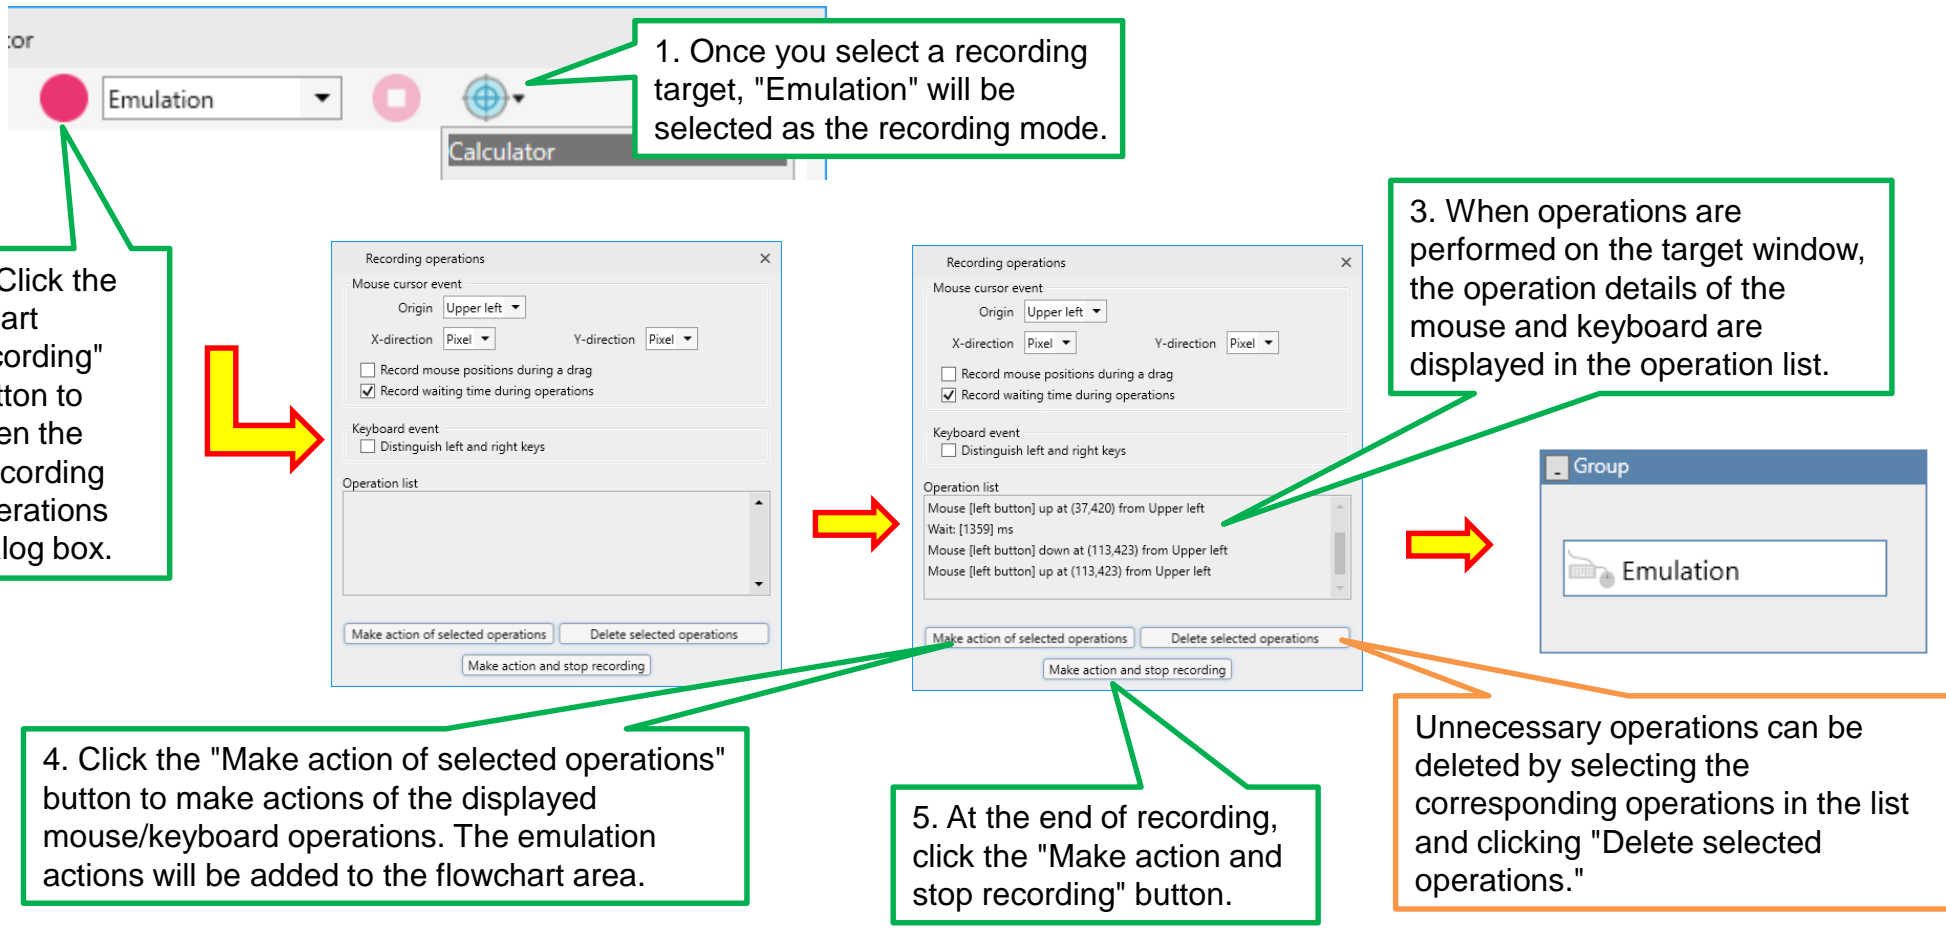 tor
Emulation
Calculator
1. Once you select a recording
target, "Emulation" will be
selected as the recording mode.
Click the
art
cording"
tton to
en the
cording
erations
alog box.
Recording operations
Mouse cursor event
Origin Upper left
X-direction Pixel Y-direction Pixel
Record mouse positions during a drag
Record waiting time during operations
Keyboard event
Distinguish left and right keys
Operation list
Make action of selected operations Delete selected operations
Make action and stop recording
Recording operations
Mouse cursor event
Origin Upper left
X-direction Pixel Y-direction Pixel
Record mouse positions during a drag
Record waiting time during operations
Keyboard event
Distinguish left and right keys
Operation list
Mouse [left button] up at (37,420) from Upper left
Wait: [1359] ms
Mouse [left button] down at (113,423) from Upper left
Mouse [left button] up at (113,423) from Upper left
Make action of selected operations Delete selected operations
Make action and stop recording
3. When operations are
performed on the target window,
the operation details of the
mouse and keyboard are
displayed in the operation list.
Group
Emulation
4. Click the "Make action of selected operations"
button to make actions of the displayed
mouse/keyboard operations. The emulation
actions will be added to the flowchart area.
5. At the end of recording,
click the "Make action and
stop recording" button.
Unnecessary operations can be
deleted by selecting the
corresponding operations in the list
and clicking "Delete selected
operations."